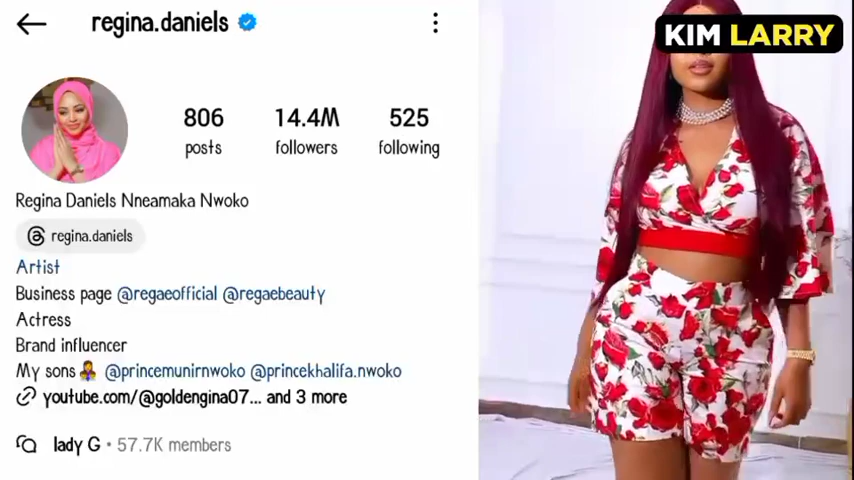 regina.daniels
806 14.4M 525
posts followers following
Regina Daniels Nneamaka Nwoko
regina.daniels
Artist
Business page @regaeofficial @regaebeauty
Actress
Brand influencer
My sons🤱 @princemunirnwoko @princekhalifa.nwoko
youtube.com/@goldengina07... and 3 more
lady G • 57.7K members
KIM LARRY